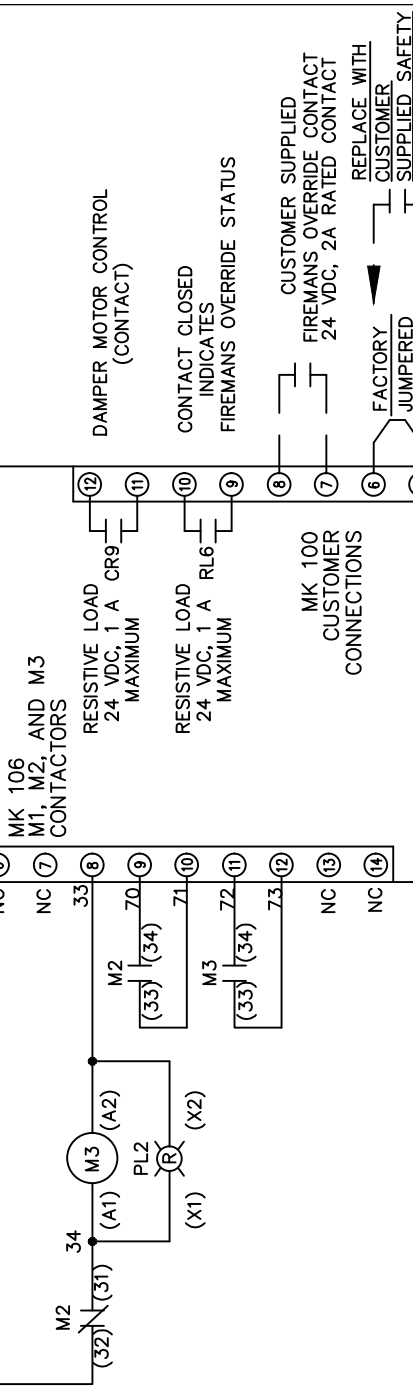 M2
(32)
(31)
34
(A1)
M3
(A2)
PL2
R
(X1)
(X2)
M2
(33)
(34)
M3
(33)
(34)
NC
NC
7
33
8
70
9
71
10
72
11
73
12
NC
13
NC
14
MK 106
M1, M2, AND M3
CONTACTORS
RESISTIVE LOAD
24 VDC, 1 A
MAXIMUM
CR9
RESISTIVE LOAD
24 VDC, 1 A
MAXIMUM
RL6
MK 100
CUSTOMER
CONNECTIONS
12
11
10
9
8
7
6
DAMPER MOTOR CONTROL
(CONTACT)
CONTACT CLOSED
INDICATES
FIREMANS OVERRIDE STATUS
CUSTOMER SUPPLIED
FIREMANS OVERRIDE CONTACT
24 VDC, 2A RATED CONTACT
FACTORY
JUMPERED
REPLACE WITH
CUSTOMER
SUPPLIED SAFETY